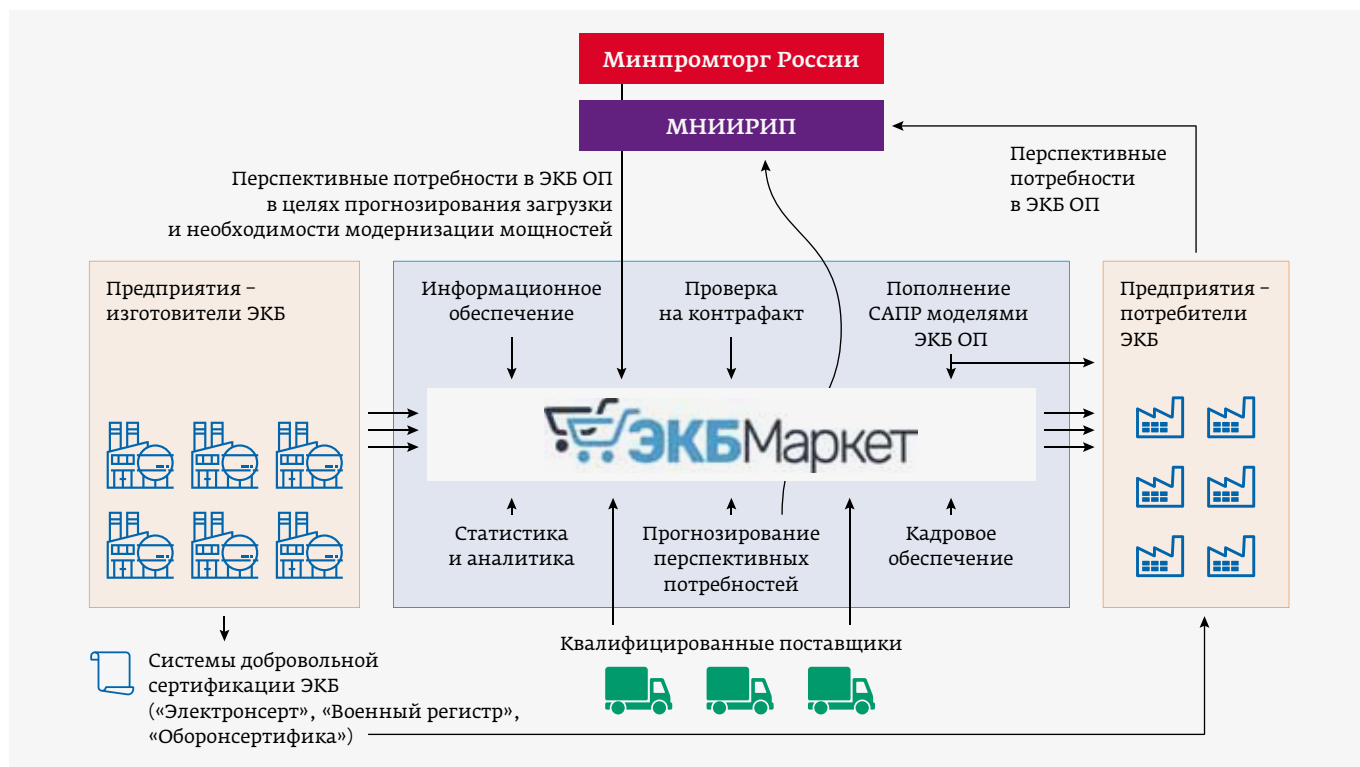 Минпромторг России
МНИИРИП
Перспективные потребности в ЭКБ ОП
в целях прогнозирования загрузки
и необходимости модернизации мощностей
Перспективные
потребности
в ЭКБ ОП
Предприятия –
изготовители ЭКБ
Информационное
обеспечение
Проверка
на контрафакт
Пополнение
САПР моделями
ЭКБ ОП
Предприятия –
потребители
ЭКБ
ЭКБМаркет
Статистика
и аналитика
Прогнозирование
перспективных
потребностей
Кадровое
обеспечение
Квалифицированные поставщики
Системы добровольной
сертификации ЭКБ
(«Электронсерт», «Военный регистр»,
«Оборонсертифика»)